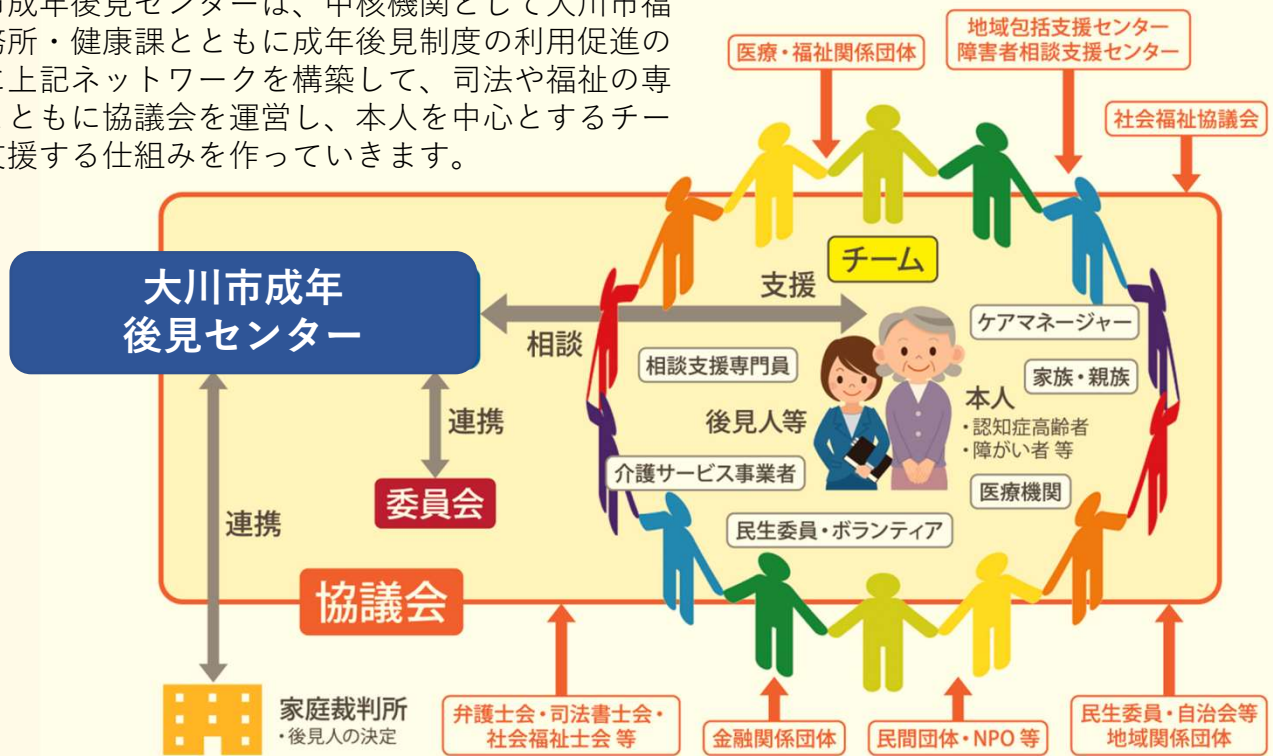 市成年後見センターは、中核機関として大川市福
務所・健康課とともに成年後見制度の利用促進の
に上記ネットワークを構築して、司法や福祉の専
ともに協議会を運営し、本人を中心とするチー
支援する仕組みを作っていきます。
医療・福祉関係団体
地域包括支援センター
障害者相談支援センター
社会福祉協議会
大川市成年
後見センター
チーム
支援
相談
ケアマネージャー
相談支援専門員
家族・親族
後見人等
本人
・認知症高齢者
・障がい者 等
介護サービス事業者
医療機関
民生委員・ボランティア
連携
委員会
連携
協議会
家庭裁判所
・後見人の決定
弁護士会・司法書士会・
社会福祉士会 等
金融関係団体
民間団体・NPO 等
民生委員・自治会等
地域関係団体